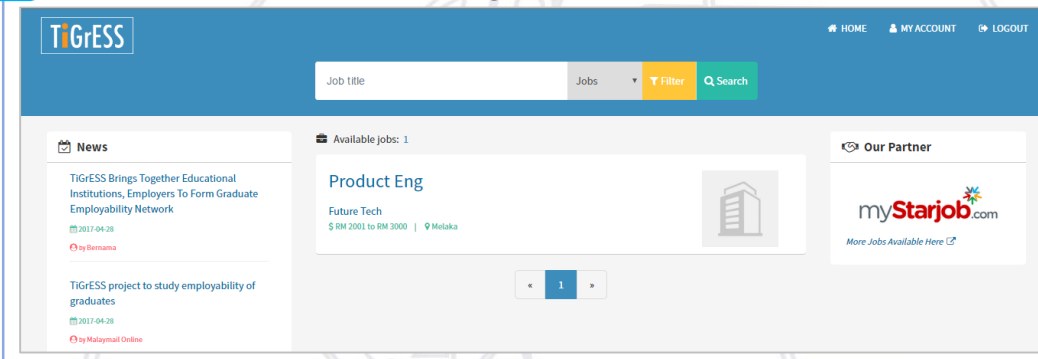 TiGrESS
HOME
MY ACCOUNT
LOGOUT
Job title
Jobs
Filter
Search
News
TiGrESS Brings Together Educational
Institutions, Employers To Form Graduate
Employability Network
2017-04-28
by Bernama
TiGrESS project to study employability of
graduates
2017-04-28
by Malaymail Online
Available jobs: 1
Product Eng
Future Tech
$ RM 2001 to RM 3000 | Melaka
« 1 »
Our Partner
myStarjob.com
More Jobs Available Here